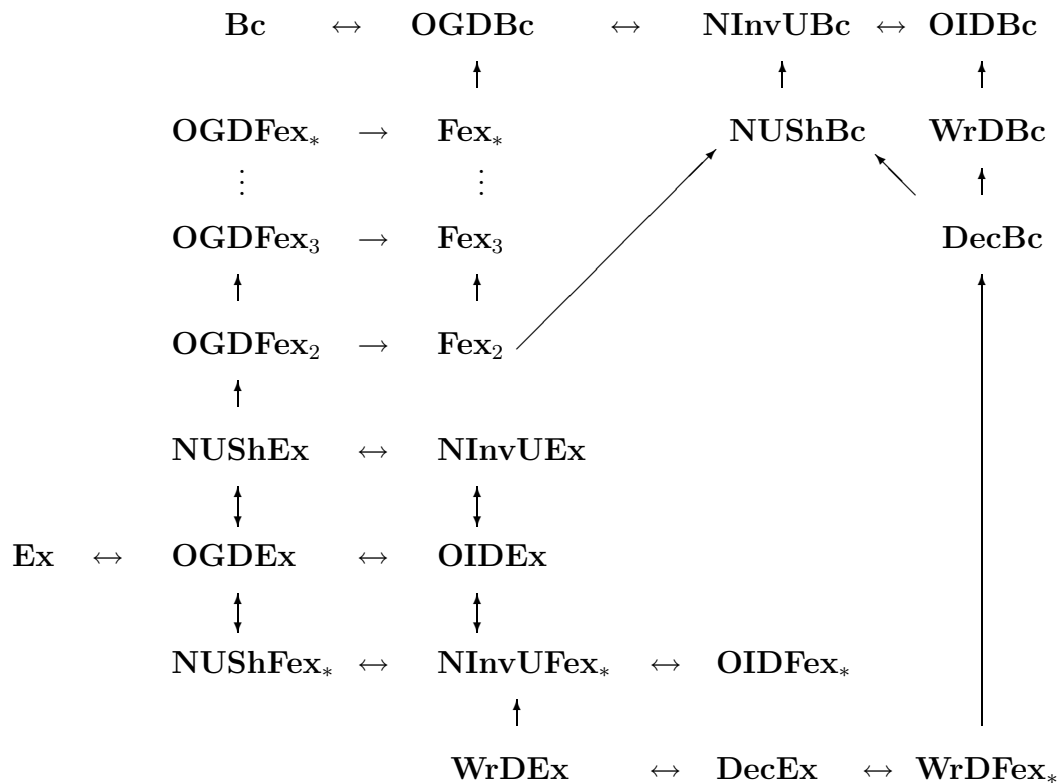 Bc ↔ OGDBc ↔ NInvUBc ↔ OIDBc
OGDFex∗ → Fex∗ NUShBc WrDBc
⋮ ⋮
OGDFex₃ → Fex₃ DecBc
OGDFex₂ → Fex₂
NUShEx ↔ NInvUEx
Ex ↔ OGDEx ↔ OIDEx
NUShFex∗ ↔ NInvUFex∗ ↔ OIDFex∗
WrDEx ↔ DecEx ↔ WrDFex∗